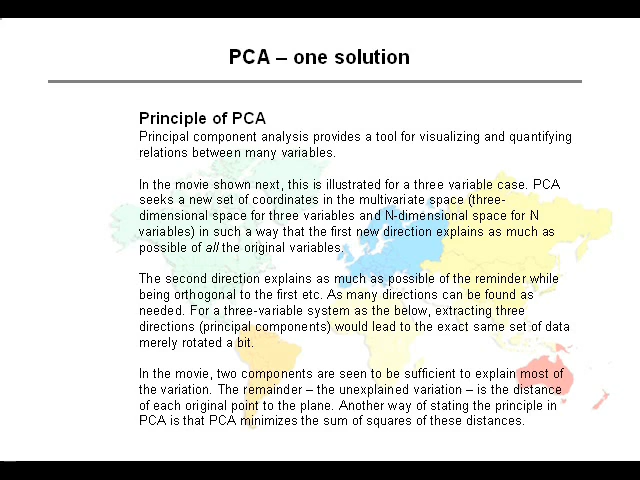 PCA – one solution
Principle of PCA
Principal component analysis provides a tool for visualizing and quantifying
relations between many variables.
In the movie shown next, this is illustrated for a three variable case. PCA
seeks a new set of coordinates in the multivariate space (three-
dimensional space for three variables and N-dimensional space for N
variables) in such a way that the first new direction explains as much as
possible of all the original variables.
The second direction explains as much as possible of the reminder while
being orthogonal to the first etc. As many directions can be found as
needed. For a three-variable system as the below, extracting three
directions (principal components) would lead to the exact same set of data
merely rotated a bit.
In the movie, two components are seen to be sufficient to explain most of
the variation. The remainder – the unexplained variation – is the distance
of each original point to the plane. Another way of stating the principle in
PCA is that PCA minimizes the sum of squares of these distances.